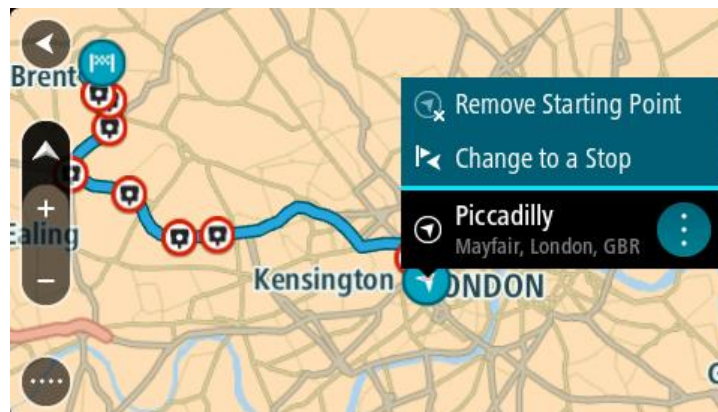 Brent
Remove Starting Point
Change to a Stop
Piccadilly
Mayfair, London, GBR
+
Ealing
−
Kensington
ONDON
G